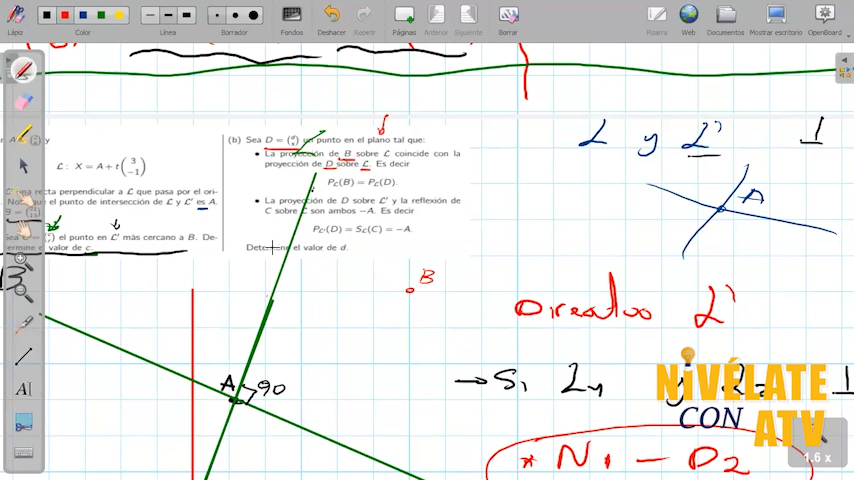 Lápiz
Color
Línea
Borrador
Fondos
Deshacer
Rehacer
Páginas
Anterior
Siguiente
Borrar
Pizarra
Web
Documentos
Escritorio
OpenBoard
ℒ : X = A + t(3 −1)
una recta perpendicular a ℒ que pasa por el ori-
que el punto de intersección de ℒ y ℒ' es A.
el punto en ℒ' más cercano a B. De-
termine el valor de c.
(b) Sea D = un punto en el plano tal que:
• La proyección de B sobre ℒ coincide con la
proyección de D sobre ℒ. Es decir
Pℒ(B) = Pℒ(D).
• La proyección de D sobre ℒ' y la reflexión de
C sobre ℒ son ambos −A. Es decir
Pℒ'(D) = Sℒ(C) = −A.
Determine el valor de d.
ℒ y ℒ' ⊥
A
B
A 90
ℒ'
NIVÉLATE
CON
ATV
* N1 − D2
1.6 x